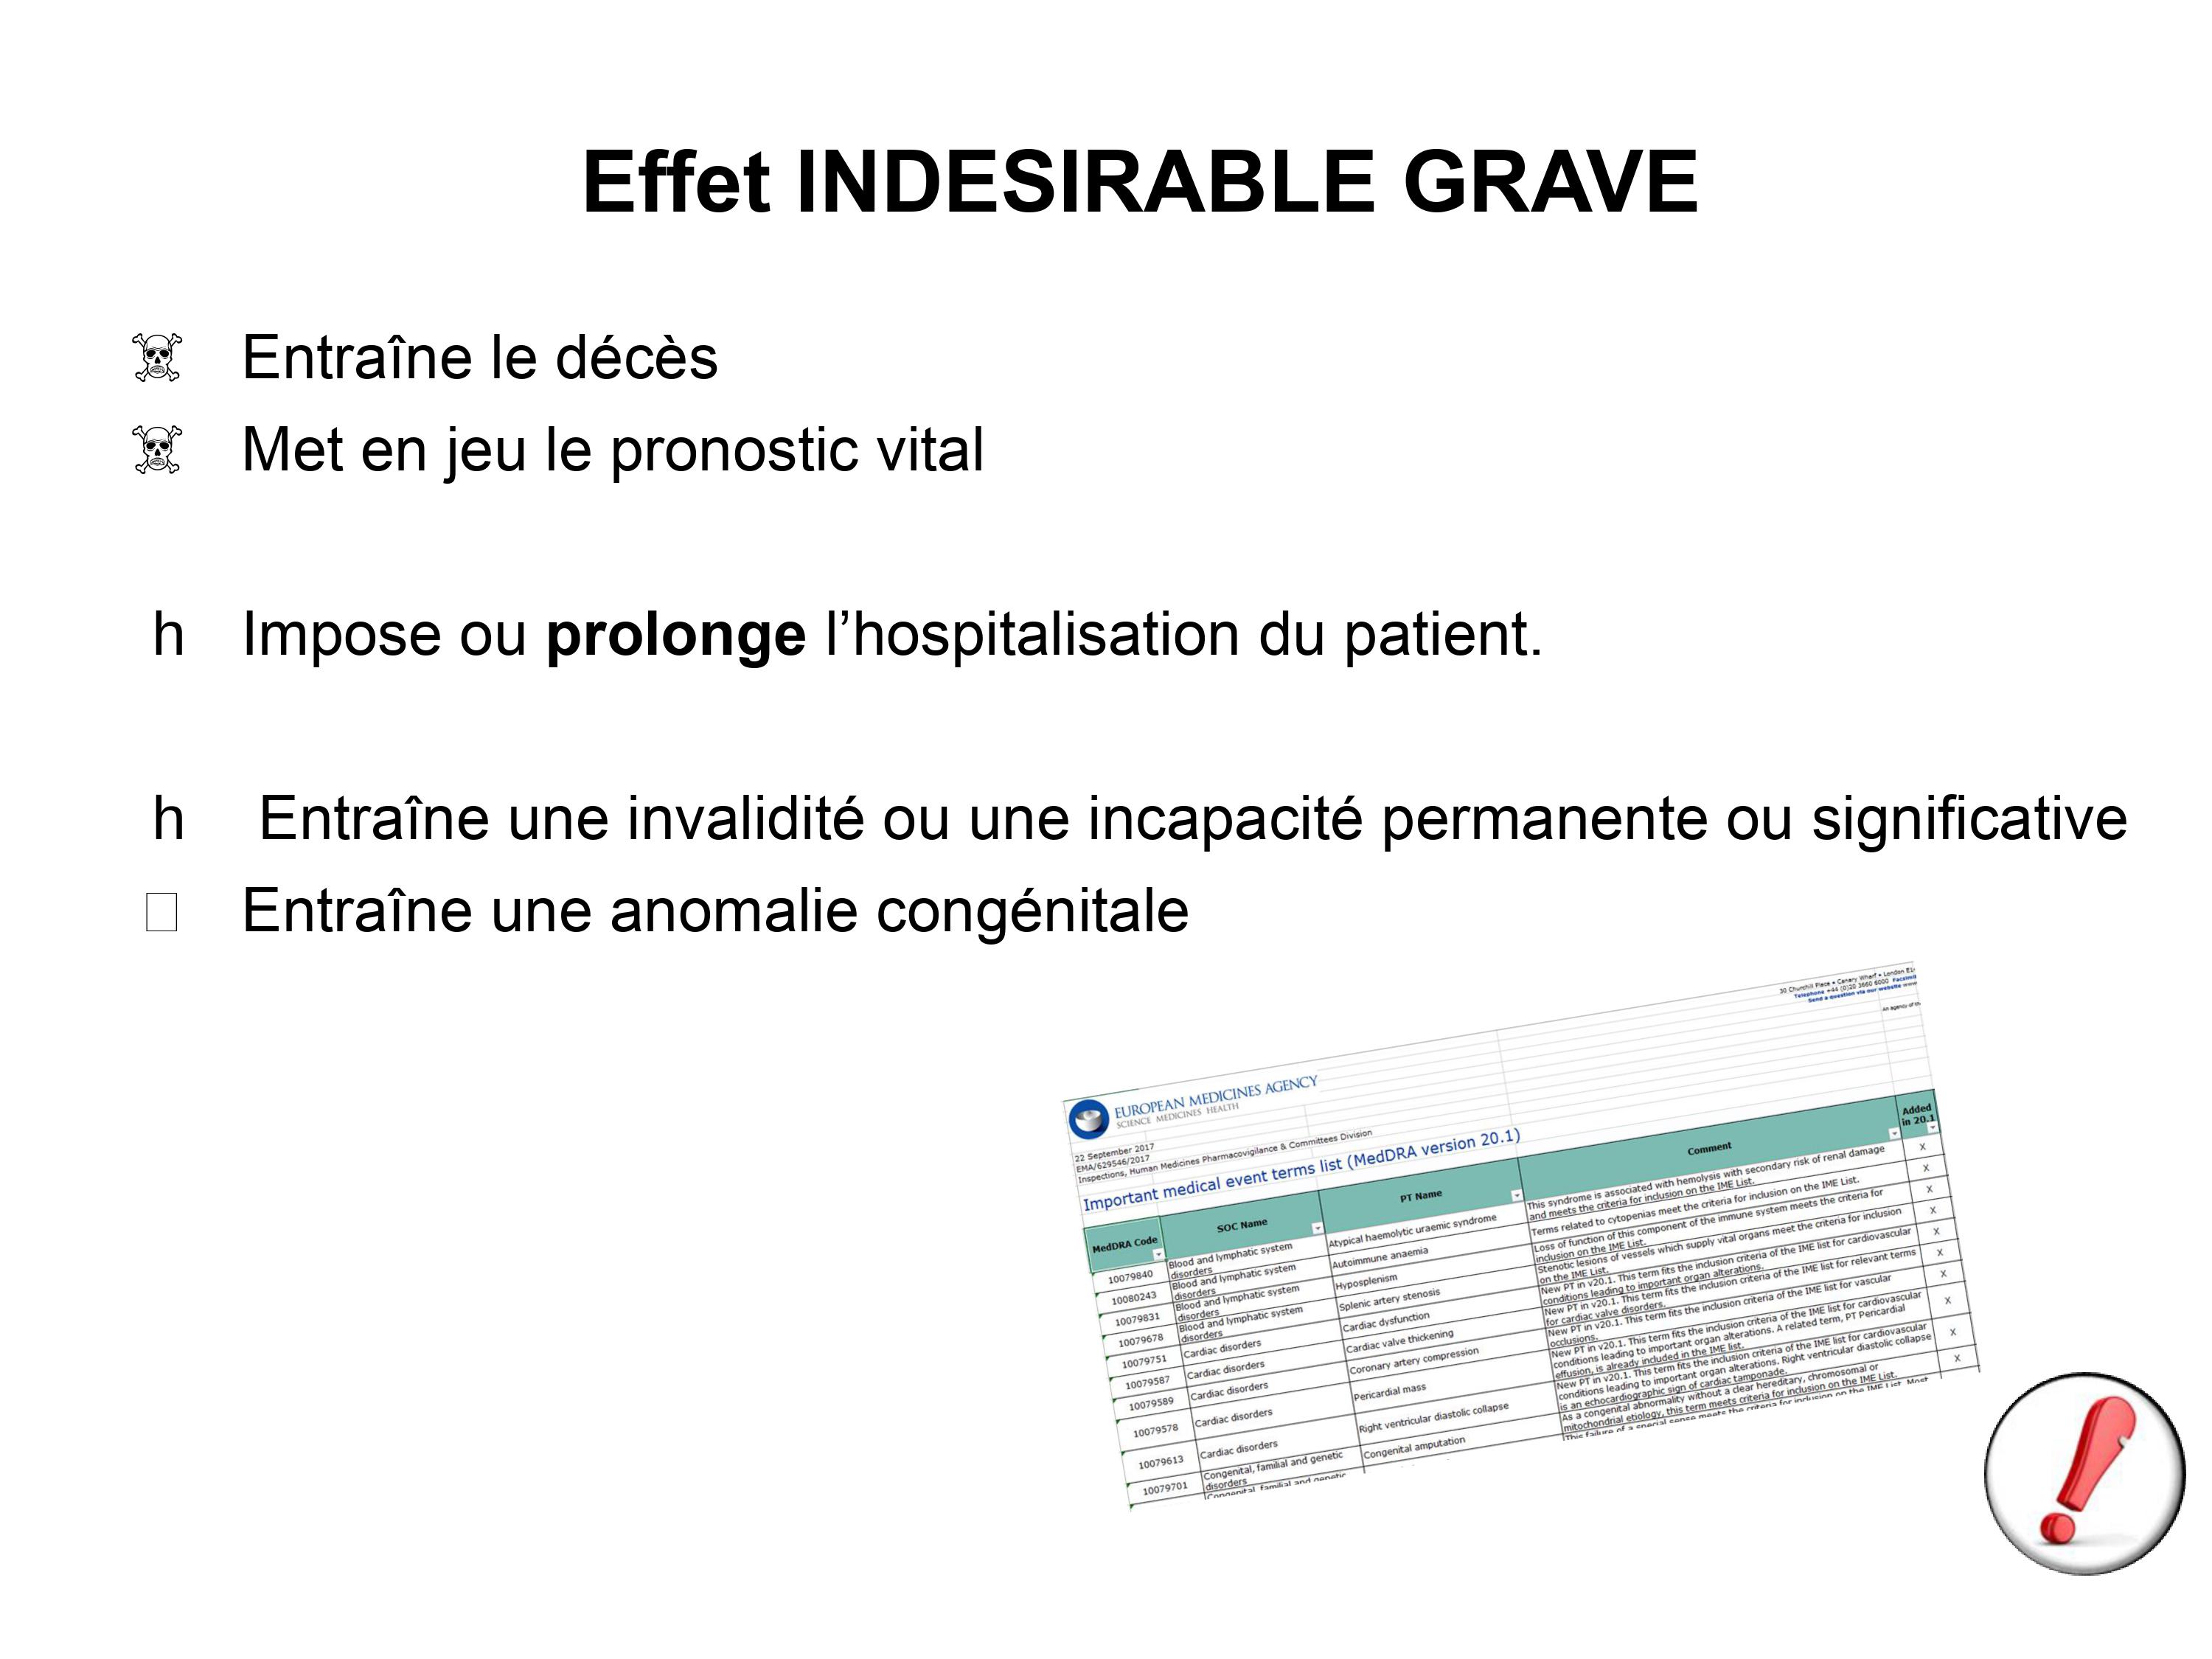 Effet INDESIRABLE GRAVE
☠ Entraîne le décès
☠ Met en jeu le pronostic vital
h Impose ou prolonge l’hospitalisation du patient.
h Entraîne une invalidité ou une incapacité permanente ou significative
□ Entraîne une anomalie congénitale
30 Churchill Place • Canary Wharf • London E1
Telephone +44 (0)20 3660 6000 Facsimil
Send a question via our website www
An agency of th
EUROPEAN MEDICINES AGENCY
SCIENCE MEDICINES HEALTH
22 September 2017
EMA/629546/2017
Inspections, Human Medicines Pharmacovigilance & Committees Division
Important medical event terms list (MedDRA version 20.1)
MedDRA Code SOC Name PT Name Comment Added in 20.1
10079840 Blood and lymphatic system disorders Atypical haemolytic uraemic syndrome This syndrome is associated with hemolysis with secondary risk of renal damage and meets the criteria for inclusion on the IME List. X
10080243 Blood and lymphatic system disorders Autoimmune anaemia Terms related to cytopenias meet the criteria for inclusion on the IME List. X
10079831 Blood and lymphatic system disorders Hyposplenism Loss of function of this component of the immune system meets the criteria for inclusion on the IME List. X
10079678 Blood and lymphatic system disorders Splenic artery stenosis Stenotic lesions of vessels which supply vital organs meet the criteria for inclusion on the IME List. X
10079751 Cardiac disorders Cardiac dysfunction New PT in v20.1. This term fits the inclusion criteria of the IME list for cardiovascular conditions leading to important organ alterations. X
10079587 Cardiac disorders Cardiac valve thickening New PT in v20.1. This term fits the inclusion criteria of the IME list for relevant terms for cardiac valve disorders. X
10079589 Cardiac disorders Coronary artery compression New PT in v20.1. This term fits the inclusion criteria of the IME list for vascular occlusions. X
10079578 Cardiac disorders Pericardial mass New PT in v20.1. This term fits the inclusion criteria of the IME list for cardiovascular conditions leading to important organ alterations. A related term, PT Pericardial effusion, is already included in the IME list. X
10079613 Cardiac disorders Right ventricular diastolic collapse New PT in v20.1. This term fits the inclusion criteria of the IME list for cardiovascular conditions leading to important organ alterations. Right ventricular diastolic collapse is an echocardiographic sign of cardiac tamponade. X
10079701 Congenital, familial and genetic disorders Congenital amputation As a congenital abnormality without a clear hereditary, chromosomal or mitochondrial etiology, this term meets criteria for inclusion on the IME List. X
Congenital, familial and genetic This failure of a special sense meets the criteria for inclusion on the IME List. Most